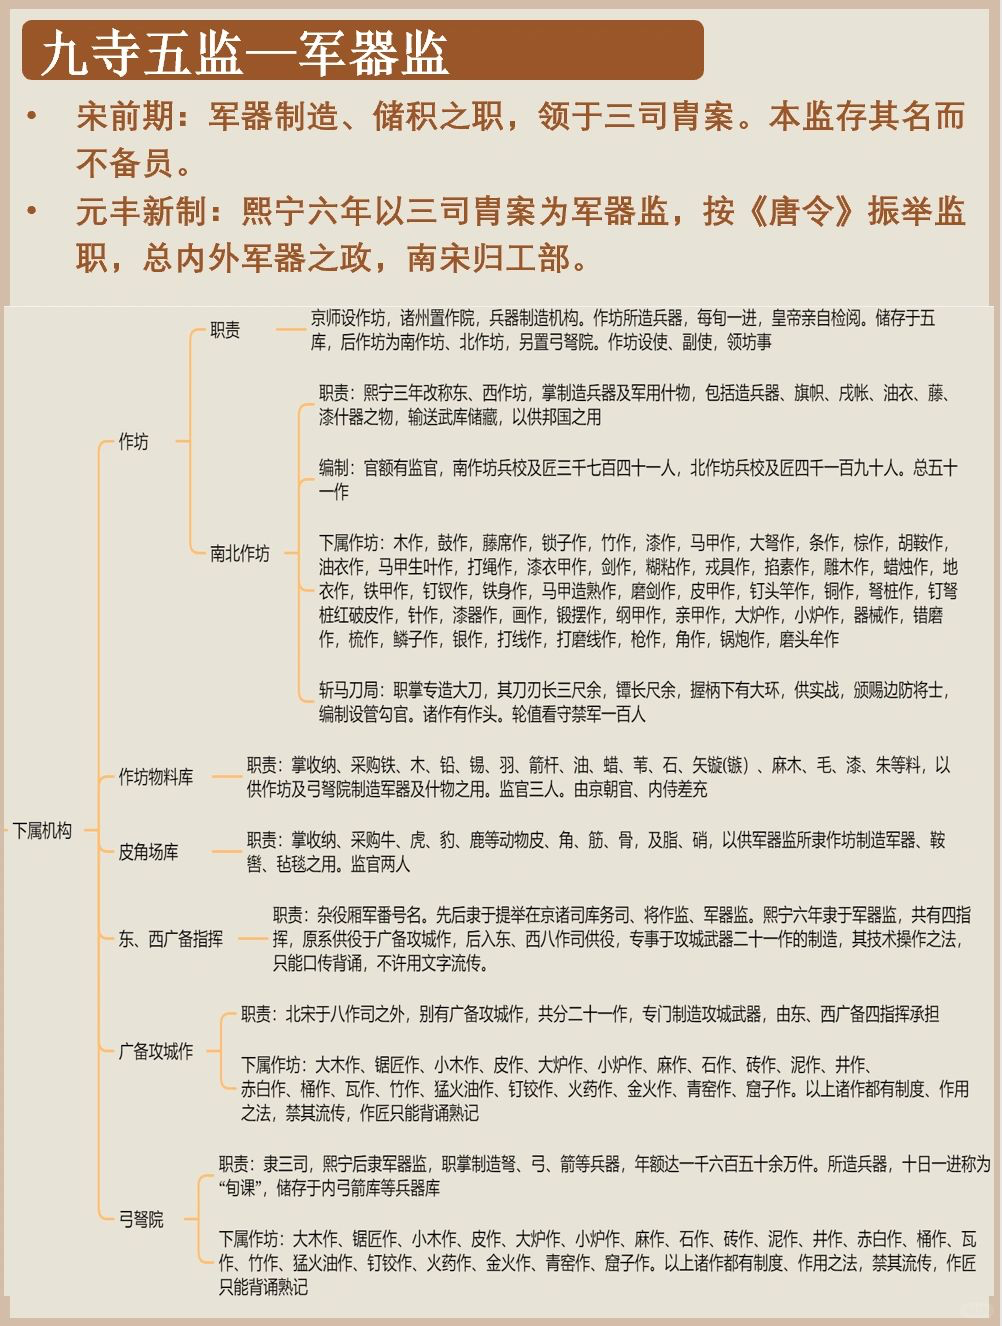 九寺五监—军器监
• 宋前期：军器制造、储积之职，领于三司胄案。本监存其名而
不备员。
• 元丰新制：熙宁六年以三司胄案为军器监，按《唐令》振举监
职，总内外军器之政，南宋归工部。
职责
京师设作坊，诸州置作院，兵器制造机构。作坊所造兵器，每旬一进，皇帝亲自检阅。储存于五
库，后作坊为南作坊、北作坊，另置弓弩院。作坊设使、副使，领坊事
作坊
职责：熙宁三年改称东、西作坊，掌制造兵器及军用什物，包括造兵器、旗帜、戌帐、油衣、藤、
漆什器之物，输送武库储藏，以供邦国之用
编制：官额有监官，南作坊兵校及匠三千七百四十一人，北作坊兵校及匠四千一百九十人。总五十
一作
南北作坊
下属作坊：木作，鼓作，藤席作，锁子作，竹作，漆作，马甲作，大弩作，条作，棕作，胡鞍作，
油衣作，马甲生叶作，打绳作，漆衣甲作，剑作，糊粘作，戎具作，掐素作，雕木作，蜡烛作，地
衣作，铁甲作，钉钗作，铁身作，马甲造熟作，磨剑作，皮甲作，钉头竿作，铜作，弩桩作，钉弩
桩红破皮作，针作，漆器作，画作，锻摆作，纲甲作，亲甲作，大炉作，小炉作，器械作，错磨
作，梳作，鳞子作，银作，打线作，打磨线作，枪作，角作，锅炮作，磨头牟作
斩马刀局：职掌专造大刀，其刀刃长三尺余，镡长尺余，握柄下有大环，供实战，颁赐边防将士，
编制设管勾官。诸作有作头。轮值看守禁军一百人
下属机构
作坊物料库
职责：掌收纳、采购铁、木、铅、锡、羽、箭杆、油、蜡、苇、石、矢镟(镞) 、麻木、毛、漆、朱等料，以
供作坊及弓弩院制造军器及什物之用。监官三人。由京朝官、内侍差充
皮角场库
职责：掌收纳、采购牛、虎、豹、鹿等动物皮、角、筋、骨，及脂、硝，以供军器监所隶作坊制造军器、鞍
辔、毡毯之用。监官两人
东、西广备指挥
职责：杂役厢军番号名。先后隶于提举在京诸司库务司、将作监、军器监。熙宁六年隶于军器监，共有四指
挥，原系供役于广备攻城作，后入东、西八作司供役，专事于攻城武器二十一作的制造，其技术操作之法，
只能口传背诵，不许用文字流传。
广备攻城作
职责：北宋于八作司之外，别有广备攻城作，共分二十一作，专门制造攻城武器，由东、西广备四指挥承担
下属作坊：大木作、锯匠作、小木作、皮作、大炉作、小炉作、麻作、石作、砖作、泥作、井作、
赤白作、桶作、瓦作、竹作、猛火油作、钉铰作、火药作、金火作、青窑作、窟子作。以上诸作都有制度、作用
之法，禁其流传，作匠只能背诵熟记
弓弩院
职责：隶三司，熙宁后隶军器监，职掌制造弩、弓、箭等兵器，年额达一千六百五十余万件。所造兵器，十日一进称为
“旬课”，储存于内弓箭库等兵器库
下属作坊：大木作、锯匠作、小木作、皮作、大炉作、小炉作、麻作、石作、砖作、泥作、井作、赤白作、桶作、瓦
作、竹作、猛火油作、钉铰作、火药作、金火作、青窑作、窟子作。以上诸作都有制度、作用之法，禁其流传，作匠
只能背诵熟记